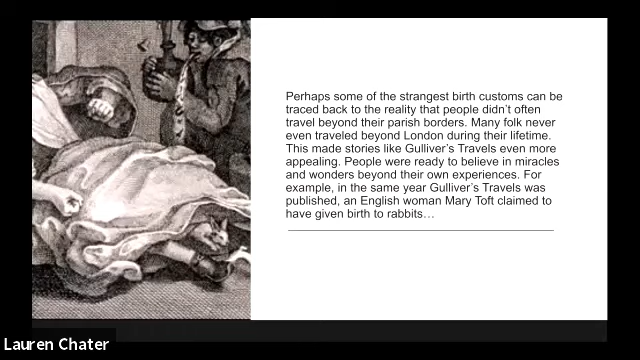 Perhaps some of the strangest birth customs can be
traced back to the reality that people didn't often
travel beyond their parish borders. Many folk never
even traveled beyond London during their lifetime.
This made stories like Gulliver's Travels even more
appealing. People were ready to believe in miracles
and wonders beyond their own experiences. For
example, in the same year Gulliver's Travels was
published, an English woman Mary Toft claimed to
have given birth to rabbits…
Lauren Chater